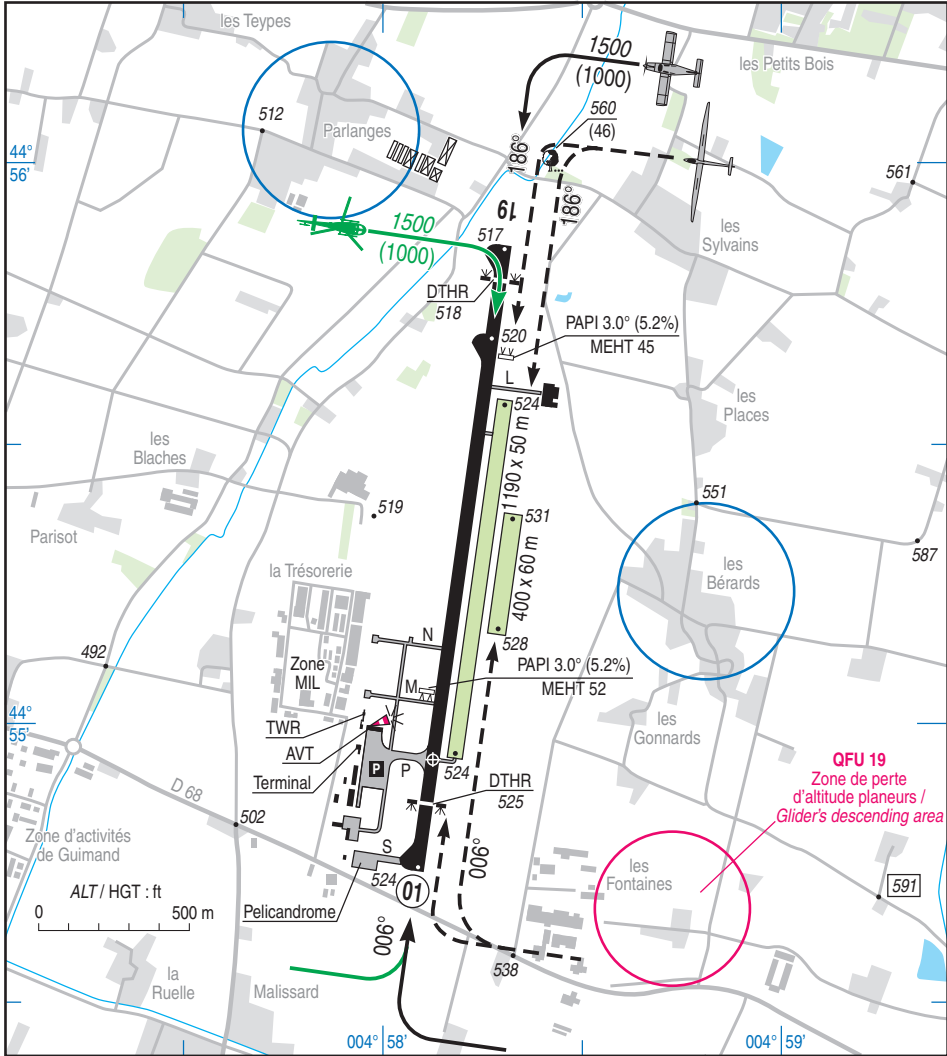 les Teypes
1500
(1000)
les Petits Bois
512
Parlanges
560
(46)
44°
56'
186°
186°
561
19
les
Sylvains
1500
(1000)
517
DTHR
518
520
PAPI 3.0° (5.2%)
MEHT 45
L
524
les
Places
1190 x 50 m
les
Blaches
551
519
531
Parisot
587
la Trésorerie
400 x 60 m
les
Bérards
N
528
Zone
MIL
492
PAPI 3.0° (5.2%)
MEHT 52
M
44°
55'
TWR
les
Gonnards
AVT
QFU 19
Zone de perte
d'altitude planeurs /
Glider's descending area
Terminal
P
P
524
D 68
DTHR
525
502
Zone d'activités
de Guimand
006°
S
les
Fontaines
591
524
01
ALT / HGT : ft
0 500 m
Pelicandrome
006°
538
la
Ruelle
Malissard
004° 58'
004° 59'